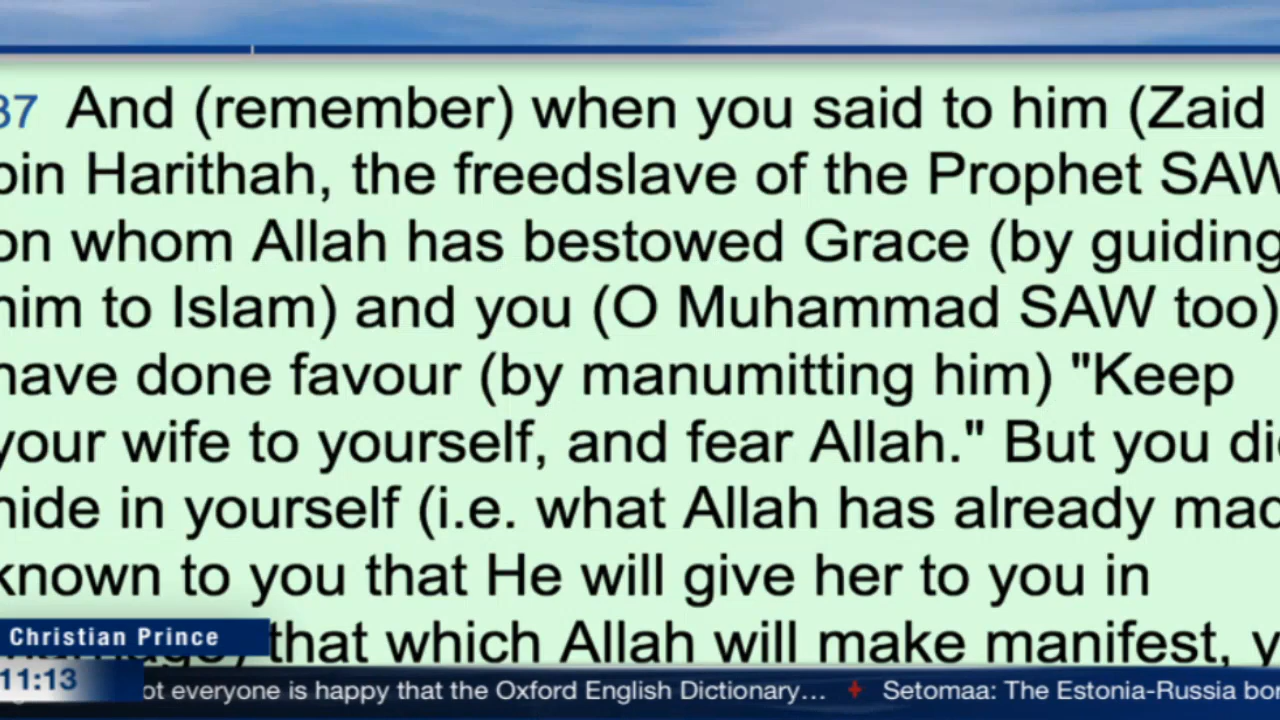 37 And (remember) when you said to him (Zaid
bin Harithah, the freedslave of the Prophet SAW
on whom Allah has bestowed Grace (by guiding
him to Islam) and you (O Muhammad SAW too)
have done favour (by manumitting him) "Keep
your wife to yourself, and fear Allah." But you did
hide in yourself (i.e. what Allah has already mad
known to you that He will give her to you in
that which Allah will make manifest, y
Christian Prince
11:13
ot everyone is happy that the Oxford English Dictionary... Setomaa: The Estonia-Russia bor